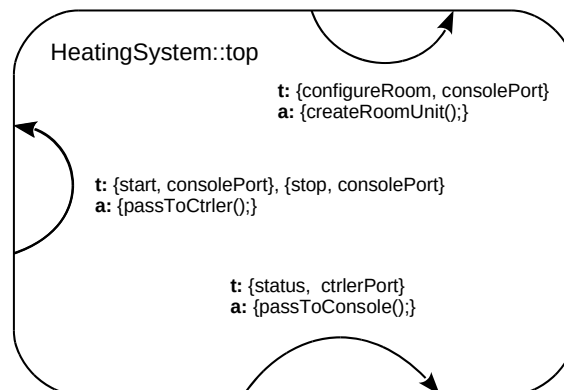 HeatingSystem::top
t: {configureRoom, consolePort}
a: {createRoomUnit();}
t: {start, consolePort}, {stop, consolePort}
a: {passToCtrler();}
t: {status, ctrlerPort}
a: {passToConsole();}